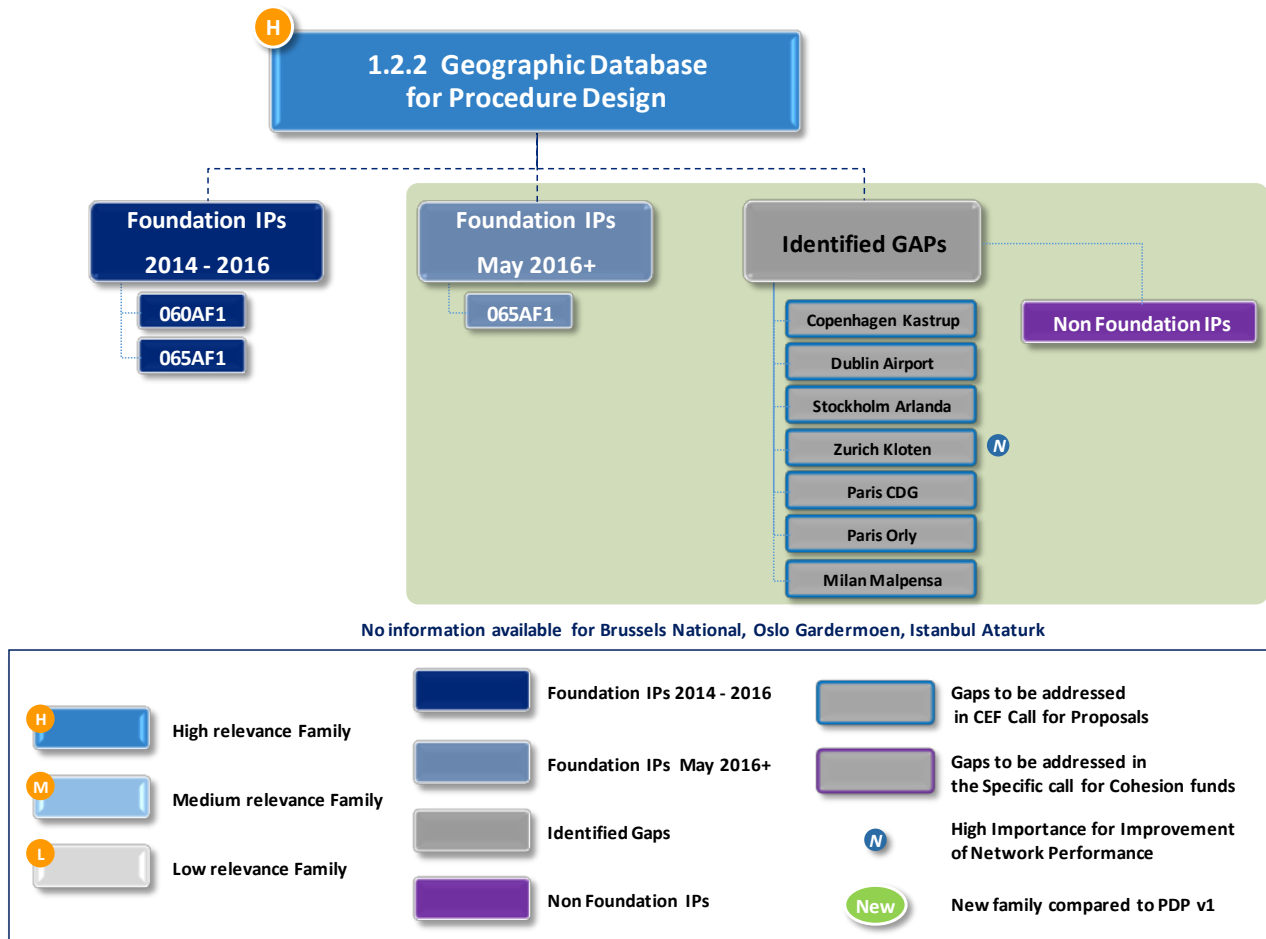 H
1.2.2 Geographic Database
for Procedure Design
Foundation IPs
2014 - 2016
060AF1
065AF1
Foundation IPs
May 2016+
065AF1
Identified GAPs
Copenhagen Kastrup
Dublin Airport
Stockholm Arlanda
Zurich Kloten
N
Paris CDG
Paris Orly
Milan Malpensa
Non Foundation IPs
No information available for Brussels National, Oslo Gardermoen, Istanbul Ataturk
H
High relevance Family
M
Medium relevance Family
L
Low relevance Family
Foundation IPs 2014 - 2016
Foundation IPs May 2016+
Identified Gaps
Non Foundation IPs
Gaps to be addressed
in CEF Call for Proposals
Gaps to be addressed in
the Specific call for Cohesion funds
N
High Importance for Improvement
of Network Performance
New
New family compared to PDP v1